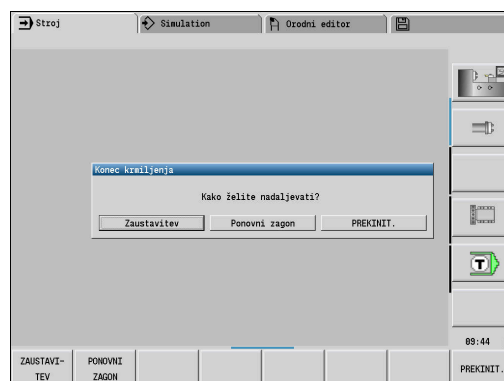 Stroj
Simulation
Orodni editor
Konec krmiljenja
Kako želite nadaljevati?
Zaustavitev
Ponovni zagon
PREKINIT.
T
09:44
ZAUSTAVI-
TEV
PONOVNI
ZAGON
PREKINIT.